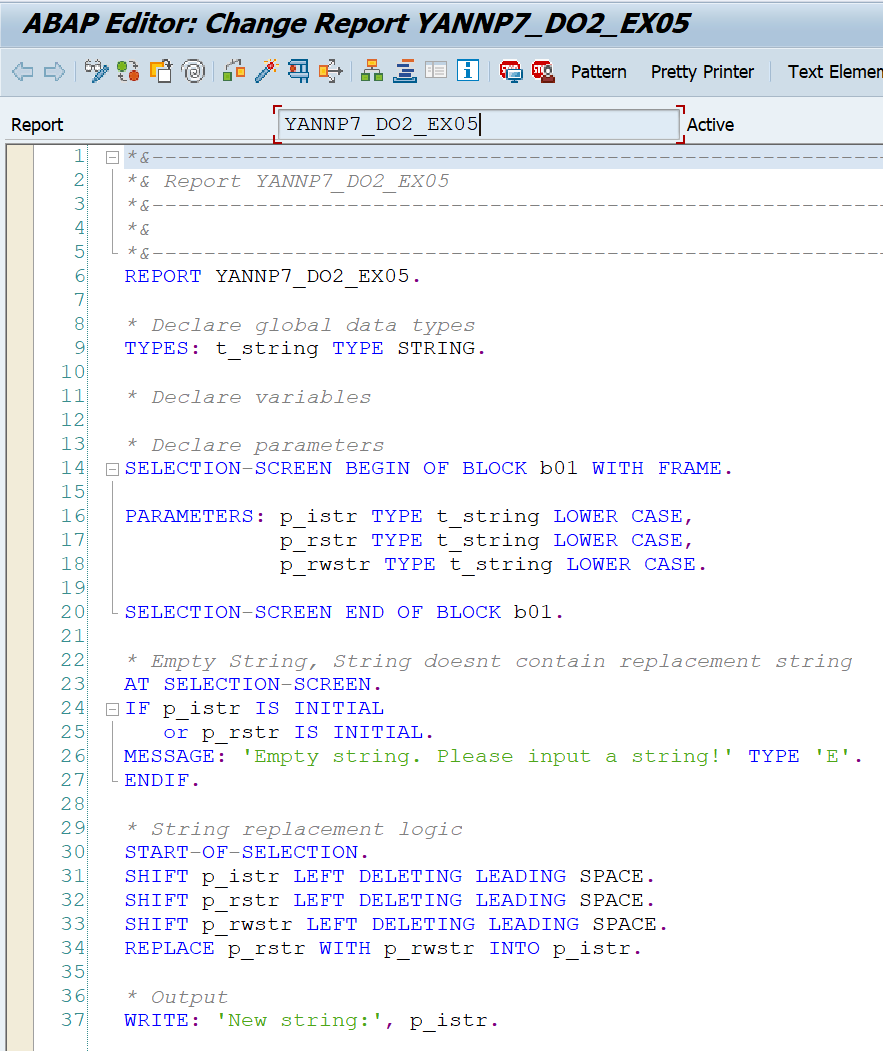 ABAP Editor: Change Report YANNP7_DO2_EX05
Pattern Pretty Printer Text Elemen
Report YANNP7_DO2_EX05 Active
1 *&---------------------------------------------------------
2 *& Report YANNP7_DO2_EX05
3 *&---------------------------------------------------------
4 *&
5 *&---------------------------------------------------------
6 REPORT YANNP7_DO2_EX05.
7
8 * Declare global data types
9 TYPES: t_string TYPE STRING.
10
11 * Declare variables
12
13 * Declare parameters
14 SELECTION-SCREEN BEGIN OF BLOCK b01 WITH FRAME.
15
16 PARAMETERS: p_istr TYPE t_string LOWER CASE,
17 p_rstr TYPE t_string LOWER CASE,
18 p_rwstr TYPE t_string LOWER CASE.
19
20 SELECTION-SCREEN END OF BLOCK b01.
21
22 * Empty String, String doesnt contain replacement string
23 AT SELECTION-SCREEN.
24 IF p_istr IS INITIAL
25 or p_rstr IS INITIAL.
26 MESSAGE: 'Empty string. Please input a string!' TYPE 'E'.
27 ENDIF.
28
29 * String replacement logic
30 START-OF-SELECTION.
31 SHIFT p_istr LEFT DELETING LEADING SPACE.
32 SHIFT p_rstr LEFT DELETING LEADING SPACE.
33 SHIFT p_rwstr LEFT DELETING LEADING SPACE.
34 REPLACE p_rstr WITH p_rwstr INTO p_istr.
35
36 * Output
37 WRITE: 'New string:', p_istr.